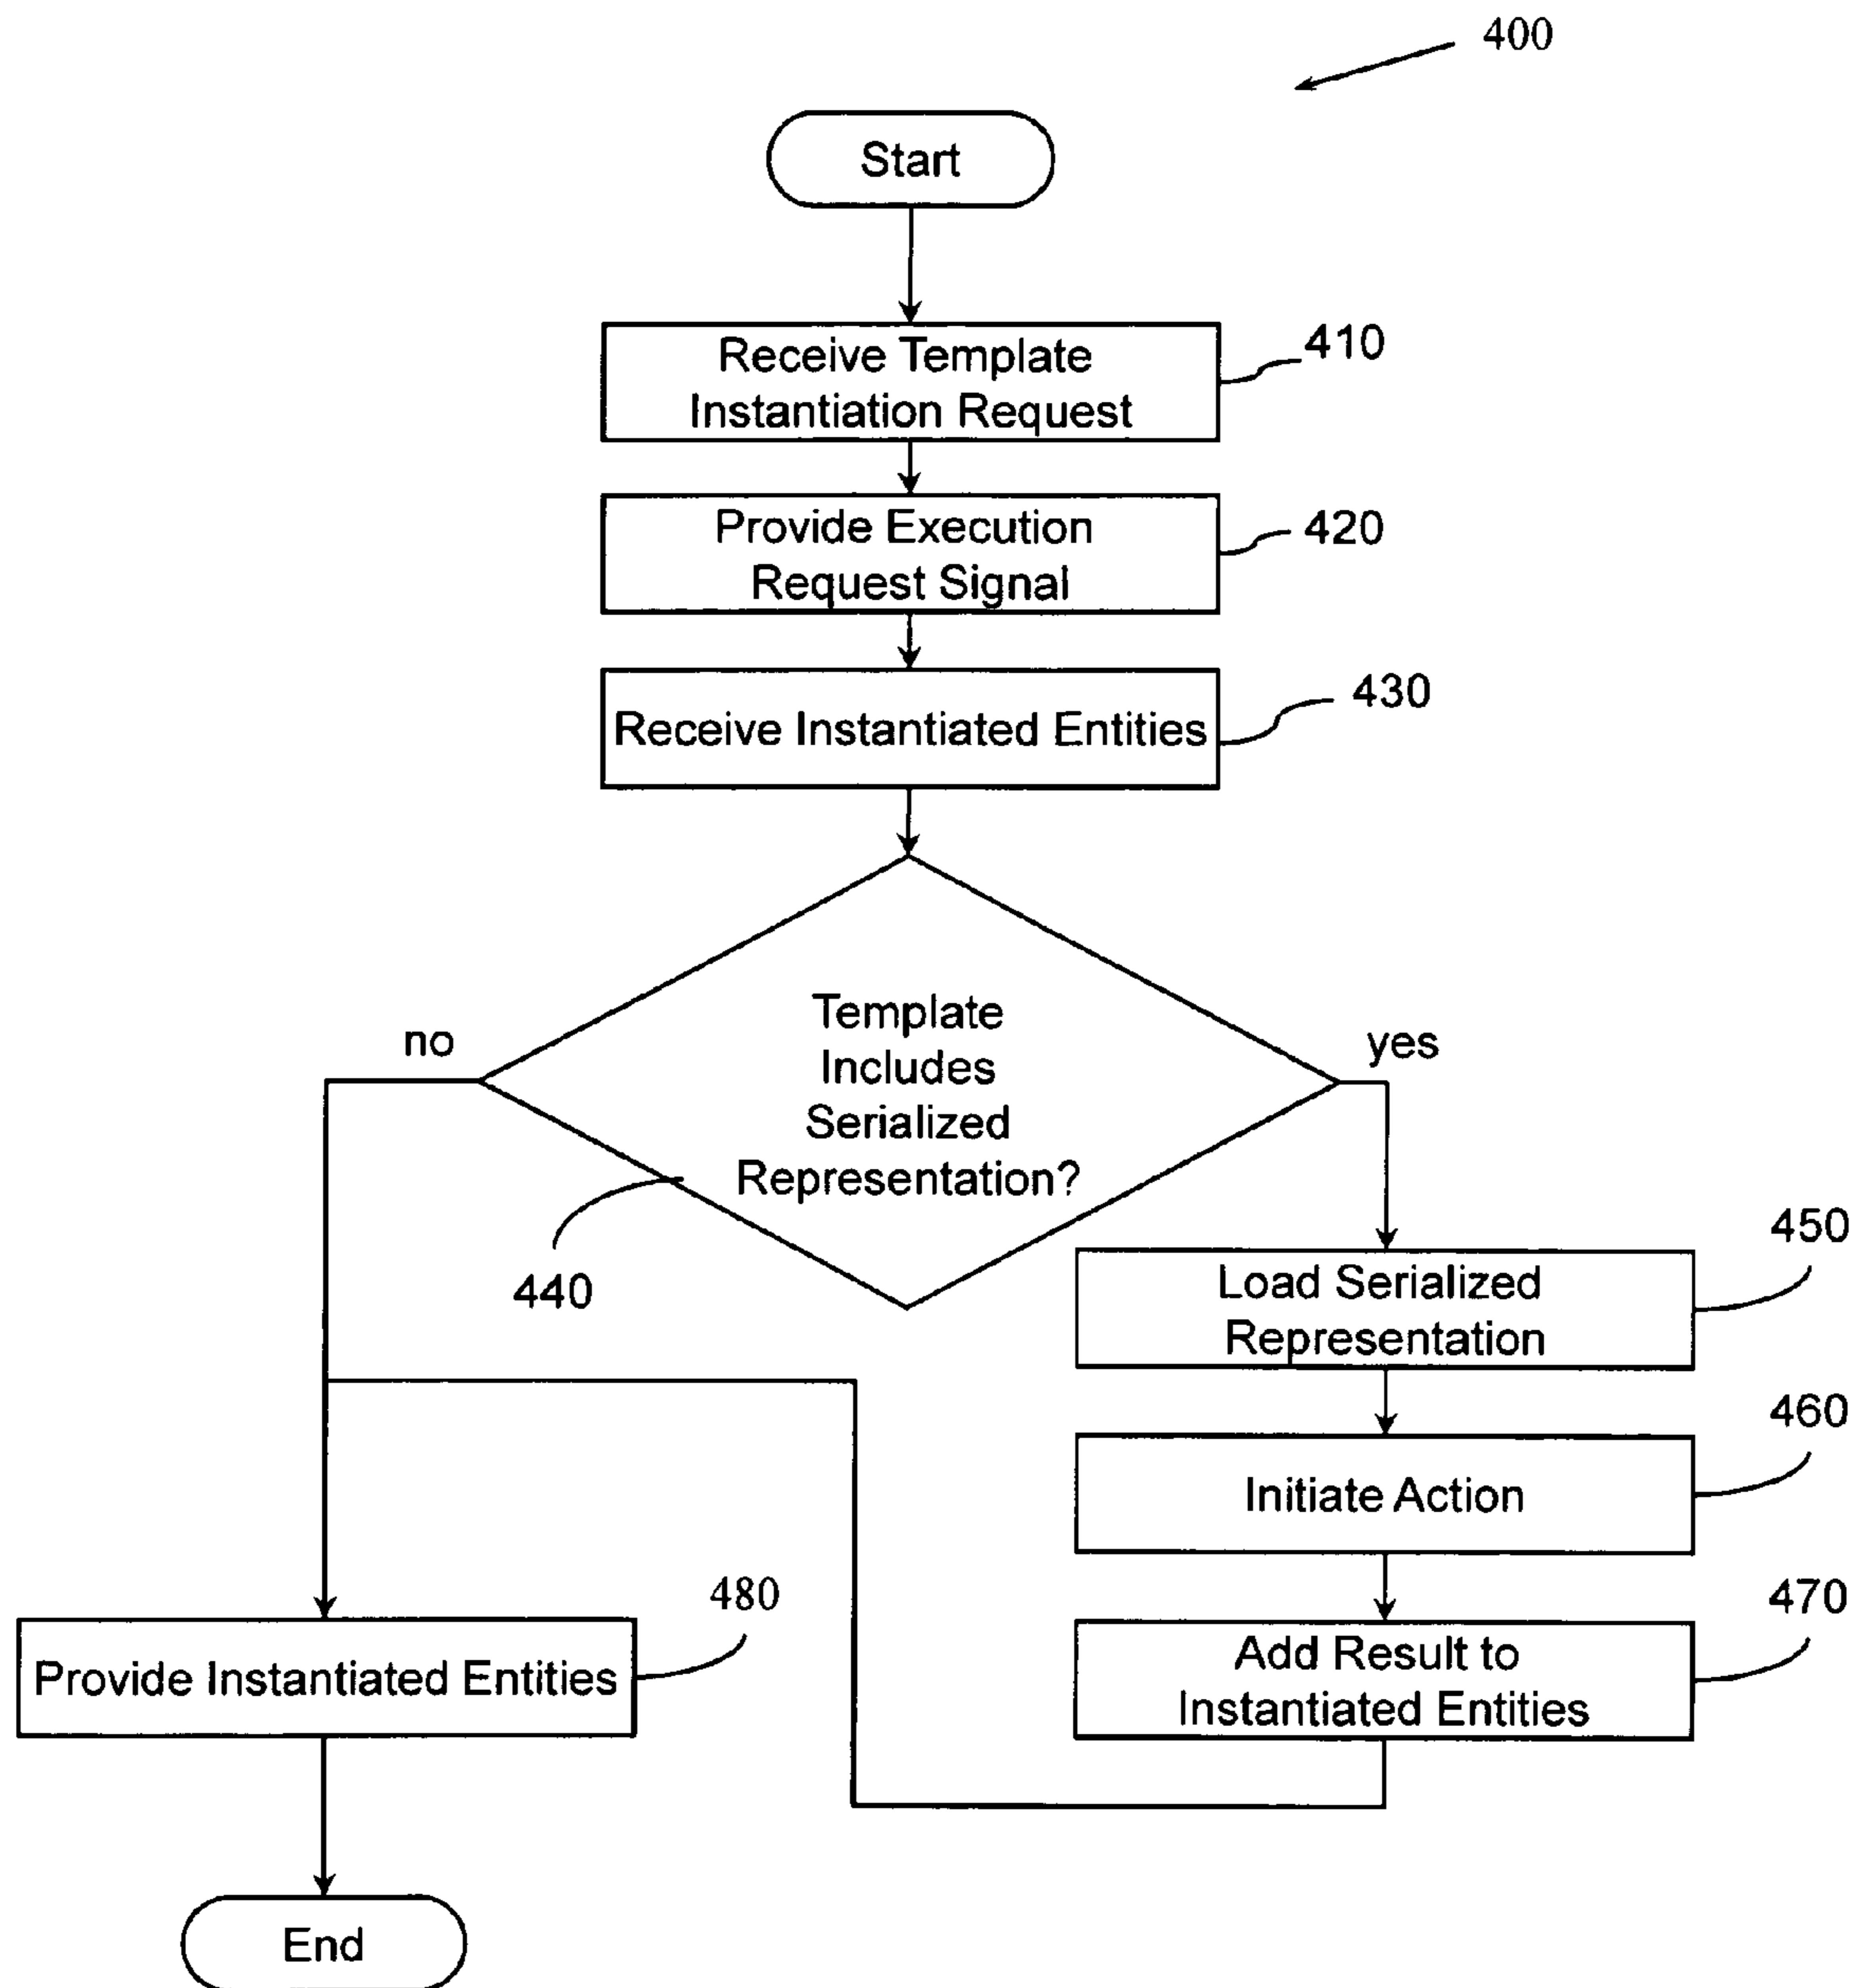 400
Start
Receive Template
Instantiation Request
410
Provide Execution
Request Signal
420
Receive Instantiated Entities
430
Template
Includes
Serialized
Representation?
no
yes
440
Load Serialized
Representation
450
Initiate Action
460
Add Result to
Instantiated Entities
470
Provide Instantiated Entities
480
End